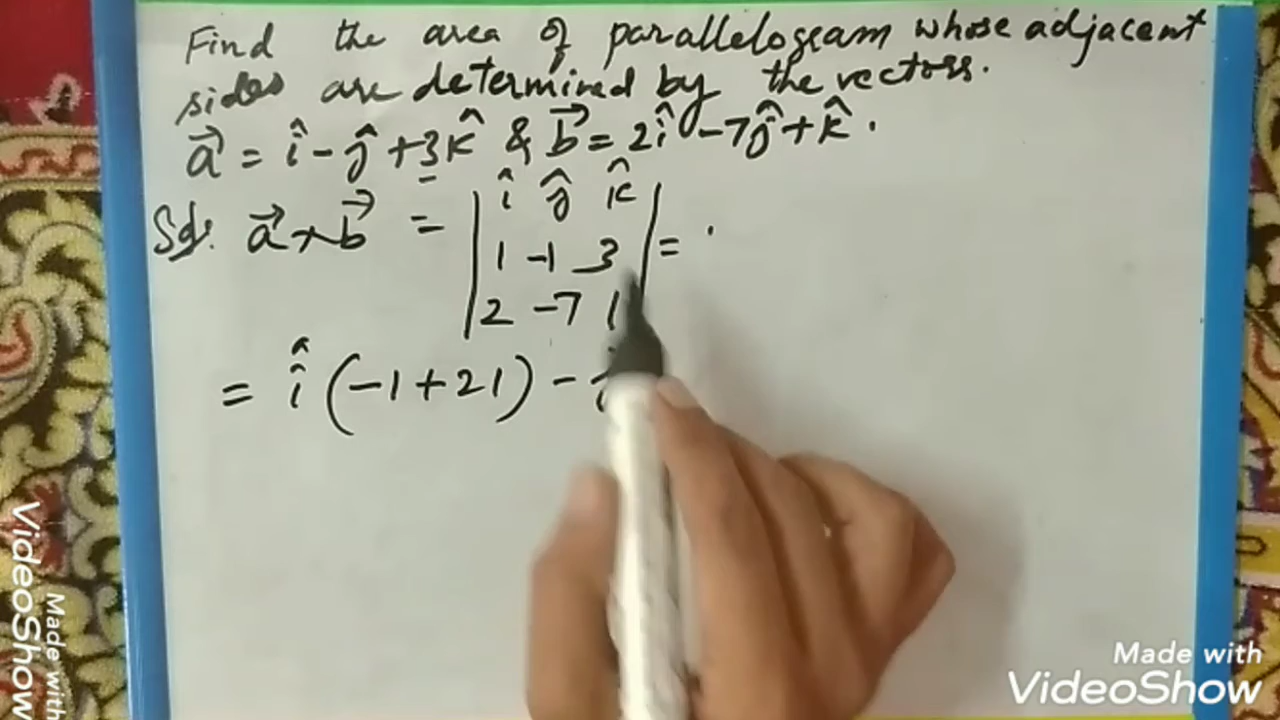 Find the area of parallelogram whose adjacent
sides are determined by the vectors.
a⃗ = î - ĵ + 3k̂ & b⃗ = 2î - 7ĵ + k̂.
Sol. a⃗ × b⃗ = | î ĵ k̂ | =
| 1 -1 3 |
| 2 -7 1 |
= î (-1 + 21) -
Made with
VideoShow
Made with
VideoShow